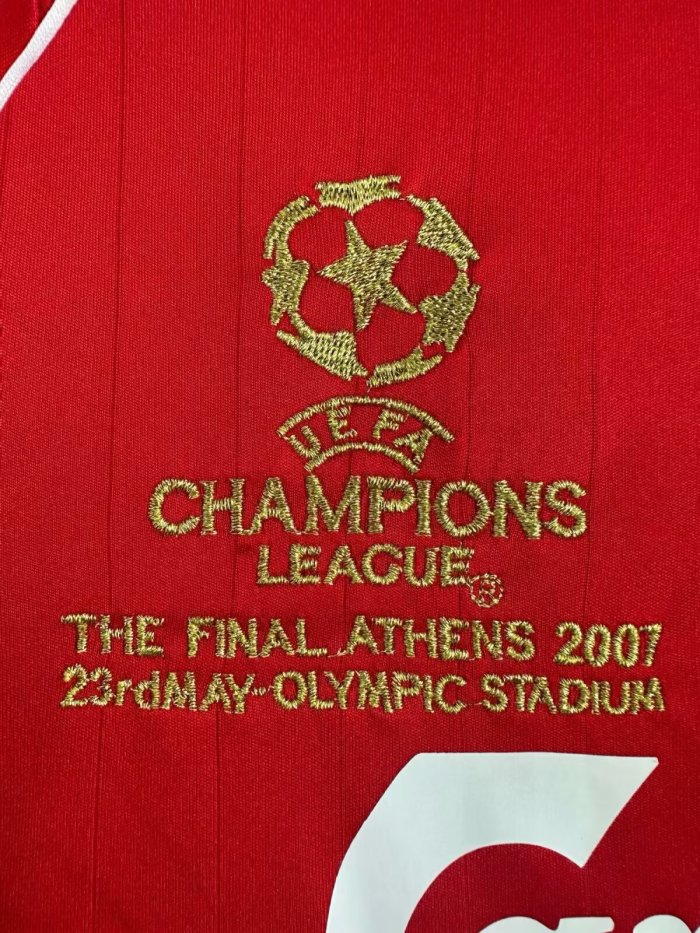 UEFA
CHAMPIONS
LEAGUE
THE FINAL ATHENS 2007
23rdMAY-OLYMPIC STADIUM